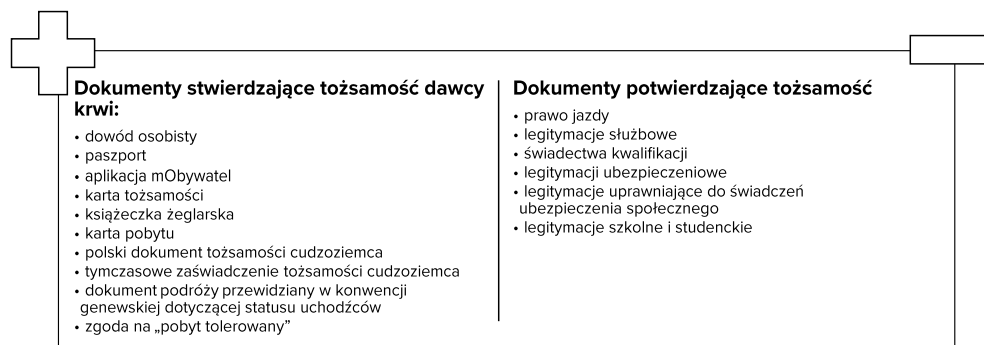 Dokumenty stwierdzające tożsamość dawcy
krwi:
• dowód osobisty
• paszport
• aplikacja mObywatel
• karta tożsamości
• książeczka żeglarska
• karta pobytu
• polski dokument tożsamości cudzoziemca
• tymczasowe zaświadczenie tożsamości cudzoziemca
• dokument podróży przewidziany w konwencji
genewskiej dotyczącej statusu uchodźców
• zgoda na „pobyt tolerowany”
Dokumenty potwierdzające tożsamość
• prawo jazdy
• legitymacje służbowe
• świadectwa kwalifikacji
• legitymacji ubezpieczeniowe
• legitymacje uprawniające do świadczeń
ubezpieczenia społecznego
• legitymacje szkolne i studenckie